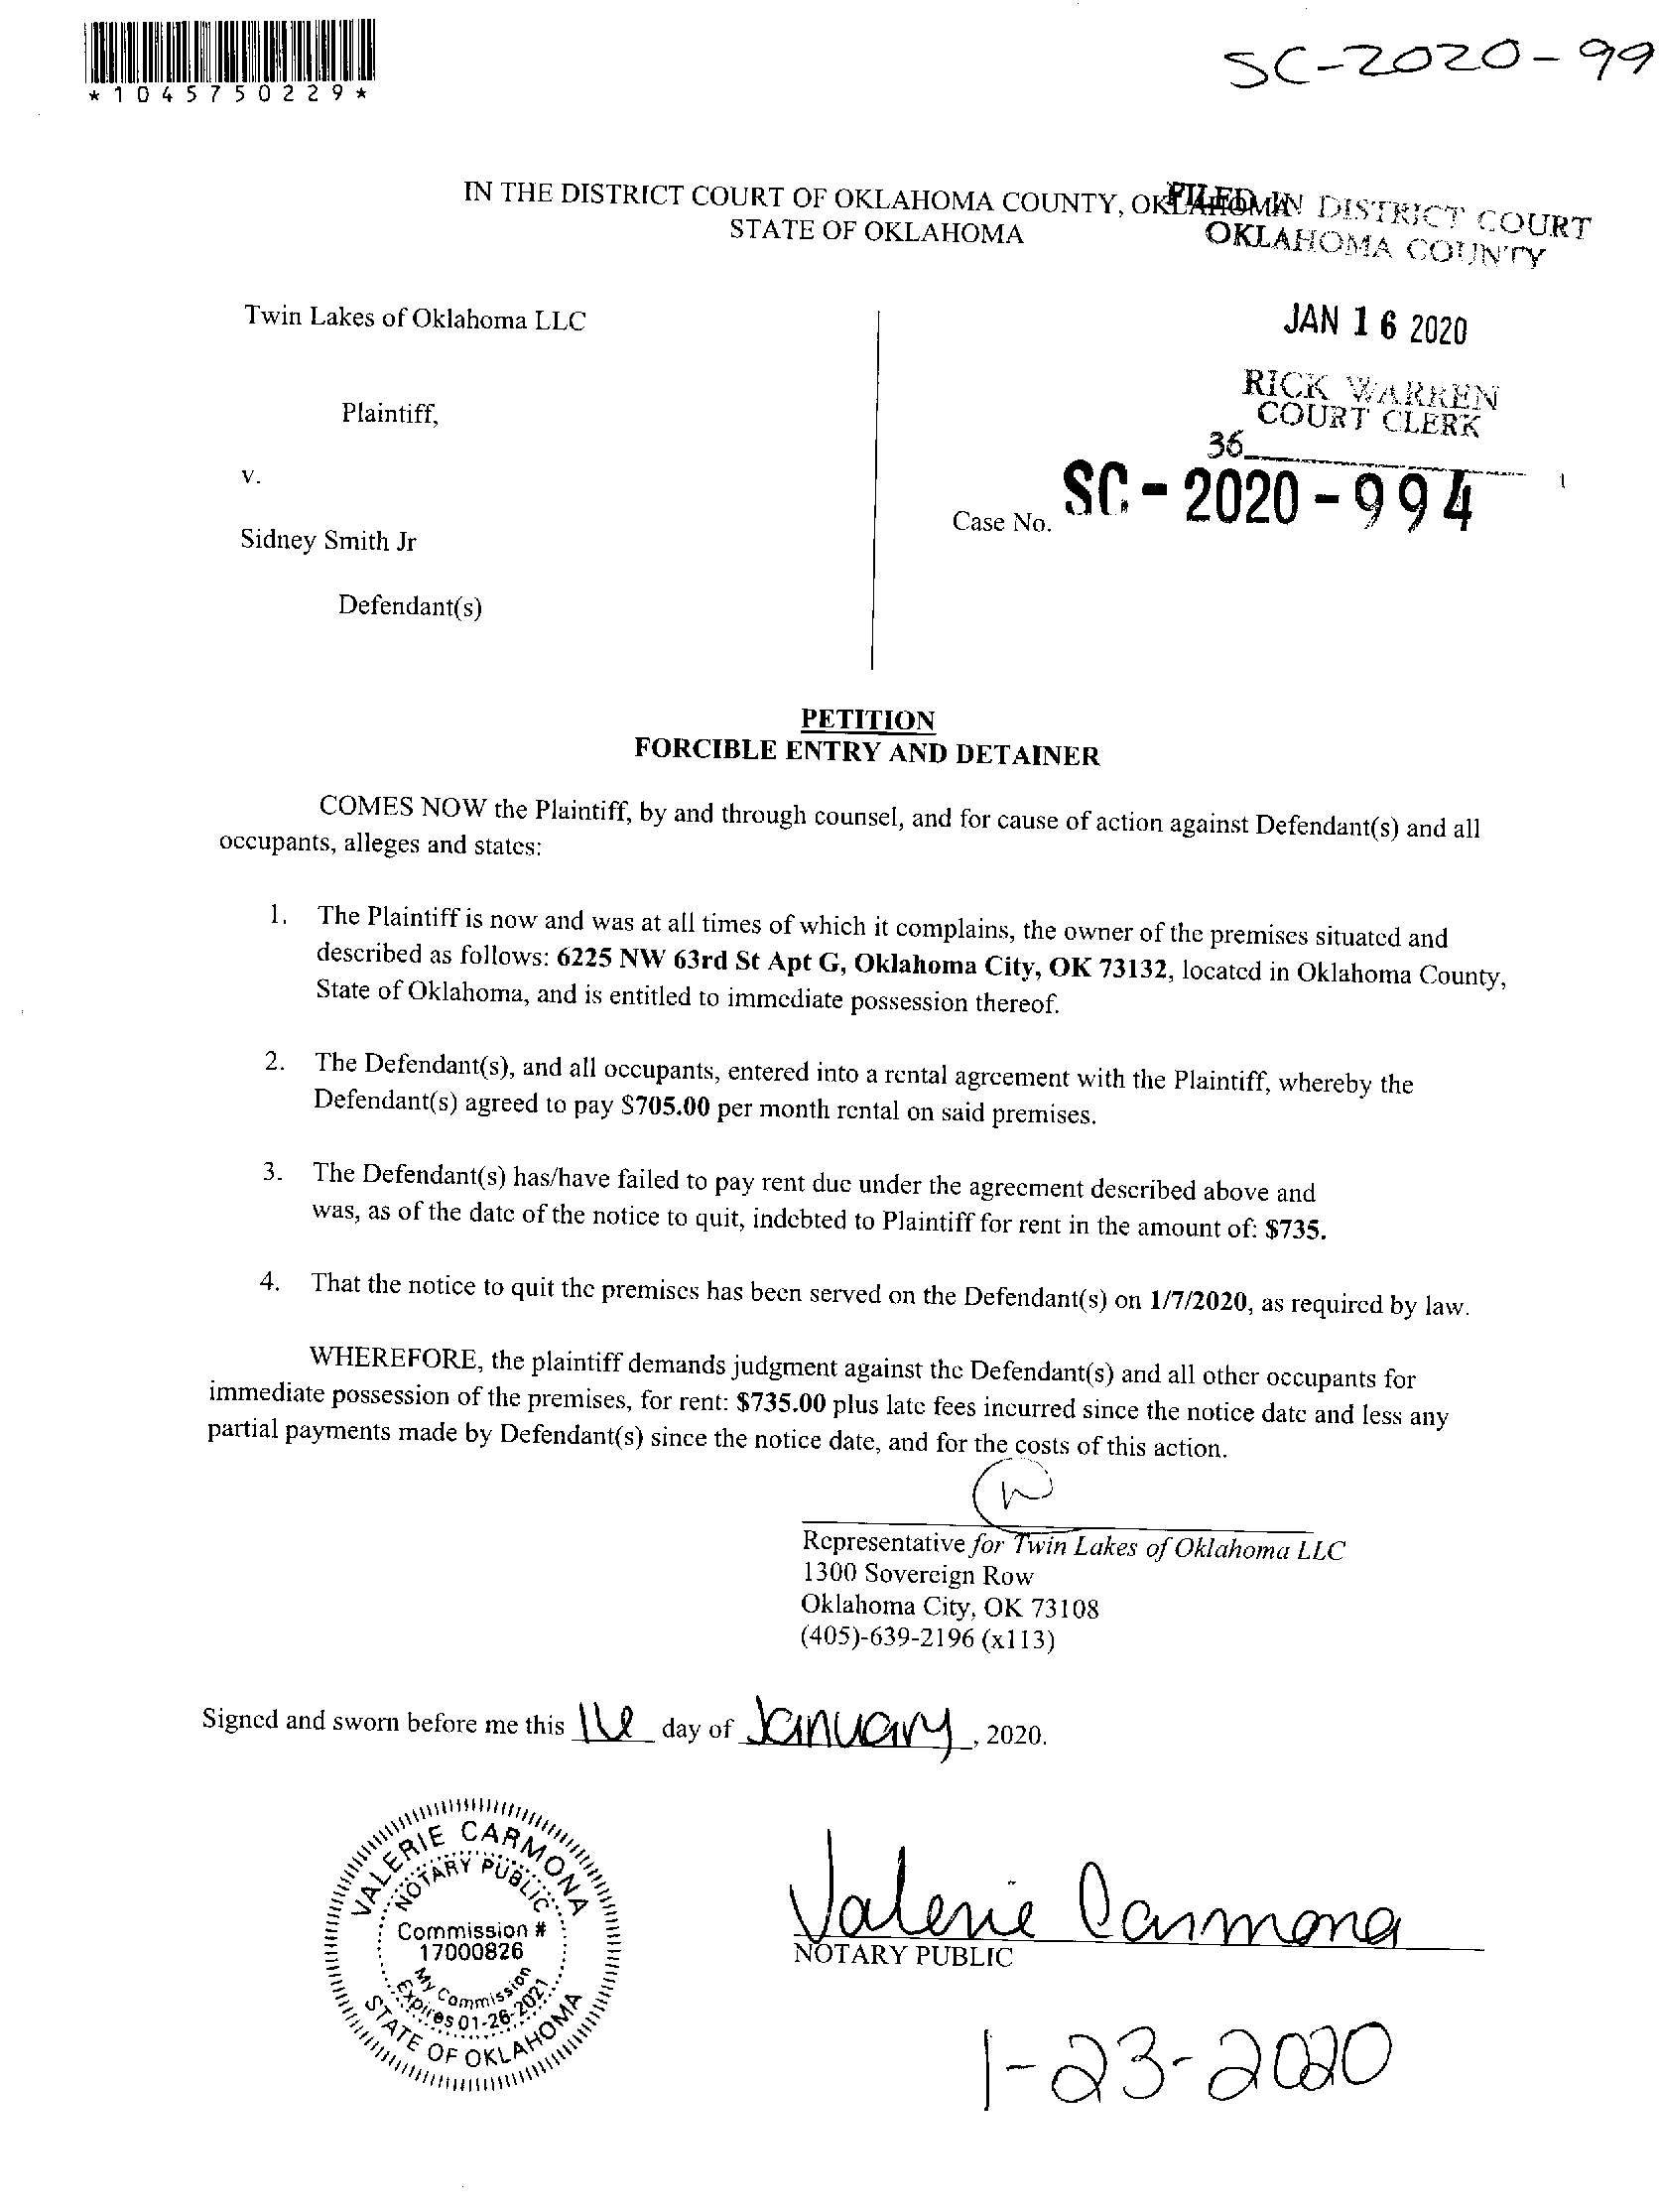 *1045750229*
SC-2020-99
IN THE DISTRICT COURT OF OKLAHOMA COUNTY, OKLAHOMA
STATE OF OKLAHOMA
FILED IN DISTRICT COURT
OKLAHOMA COUNTY
JAN 16 2020
RICK WARREN
COURT CLERK
36
Twin Lakes of Oklahoma LLC
Plaintiff,
v.
Sidney Smith Jr
Defendant(s)
Case No. SC-2020-994
PETITION
FORCIBLE ENTRY AND DETAINER
COMES NOW the Plaintiff, by and through counsel, and for cause of action against Defendant(s) and all
occupants, alleges and states:
1. The Plaintiff is now and was at all times of which it complains, the owner of the premises situated and
described as follows: 6225 NW 63rd St Apt G, Oklahoma City, OK 73132, located in Oklahoma County,
State of Oklahoma, and is entitled to immediate possession thereof.
2. The Defendant(s), and all occupants, entered into a rental agreement with the Plaintiff, whereby the
Defendant(s) agreed to pay $705.00 per month rental on said premises.
3. The Defendant(s) has/have failed to pay rent due under the agreement described above and
was, as of the date of the notice to quit, indebted to Plaintiff for rent in the amount of: $735.
4. That the notice to quit the premises has been served on the Defendant(s) on 1/7/2020, as required by law.
WHEREFORE, the plaintiff demands judgment against the Defendant(s) and all other occupants for
immediate possession of the premises, for rent: $735.00 plus late fees incurred since the notice date and less any
partial payments made by Defendant(s) since the notice date, and for the costs of this action.
Representative for Twin Lakes of Oklahoma LLC
1300 Sovereign Row
Oklahoma City, OK 73108
(405)-639-2196 (x113)
Signed and sworn before me this 16 day of January, 2020.
VALERIE CARMONA
NOTARY PUBLIC
Commission #
17000826
My Commission
Expires 01-26-2021
STATE OF OKLAHOMA
Valerie Carmona
NOTARY PUBLIC
1-23-2020